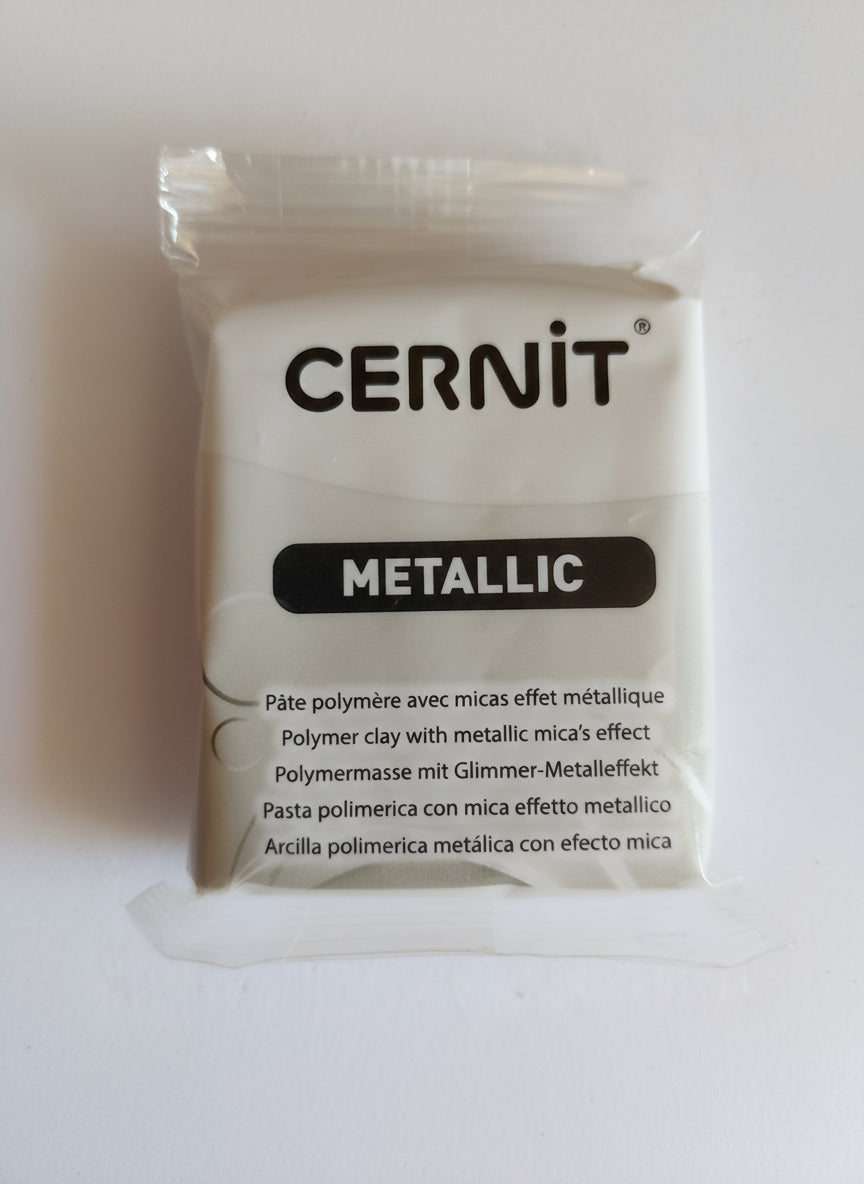 CERNiT®
METALLIC
Pâte polymère avec micas effet métallique
Polymer clay with metallic mica's effect
Polymermasse mit Glimmer-Metalleffekt
Pasta polimerica con mica effetto metallico
Arcilla polimerica metálica con efecto mica